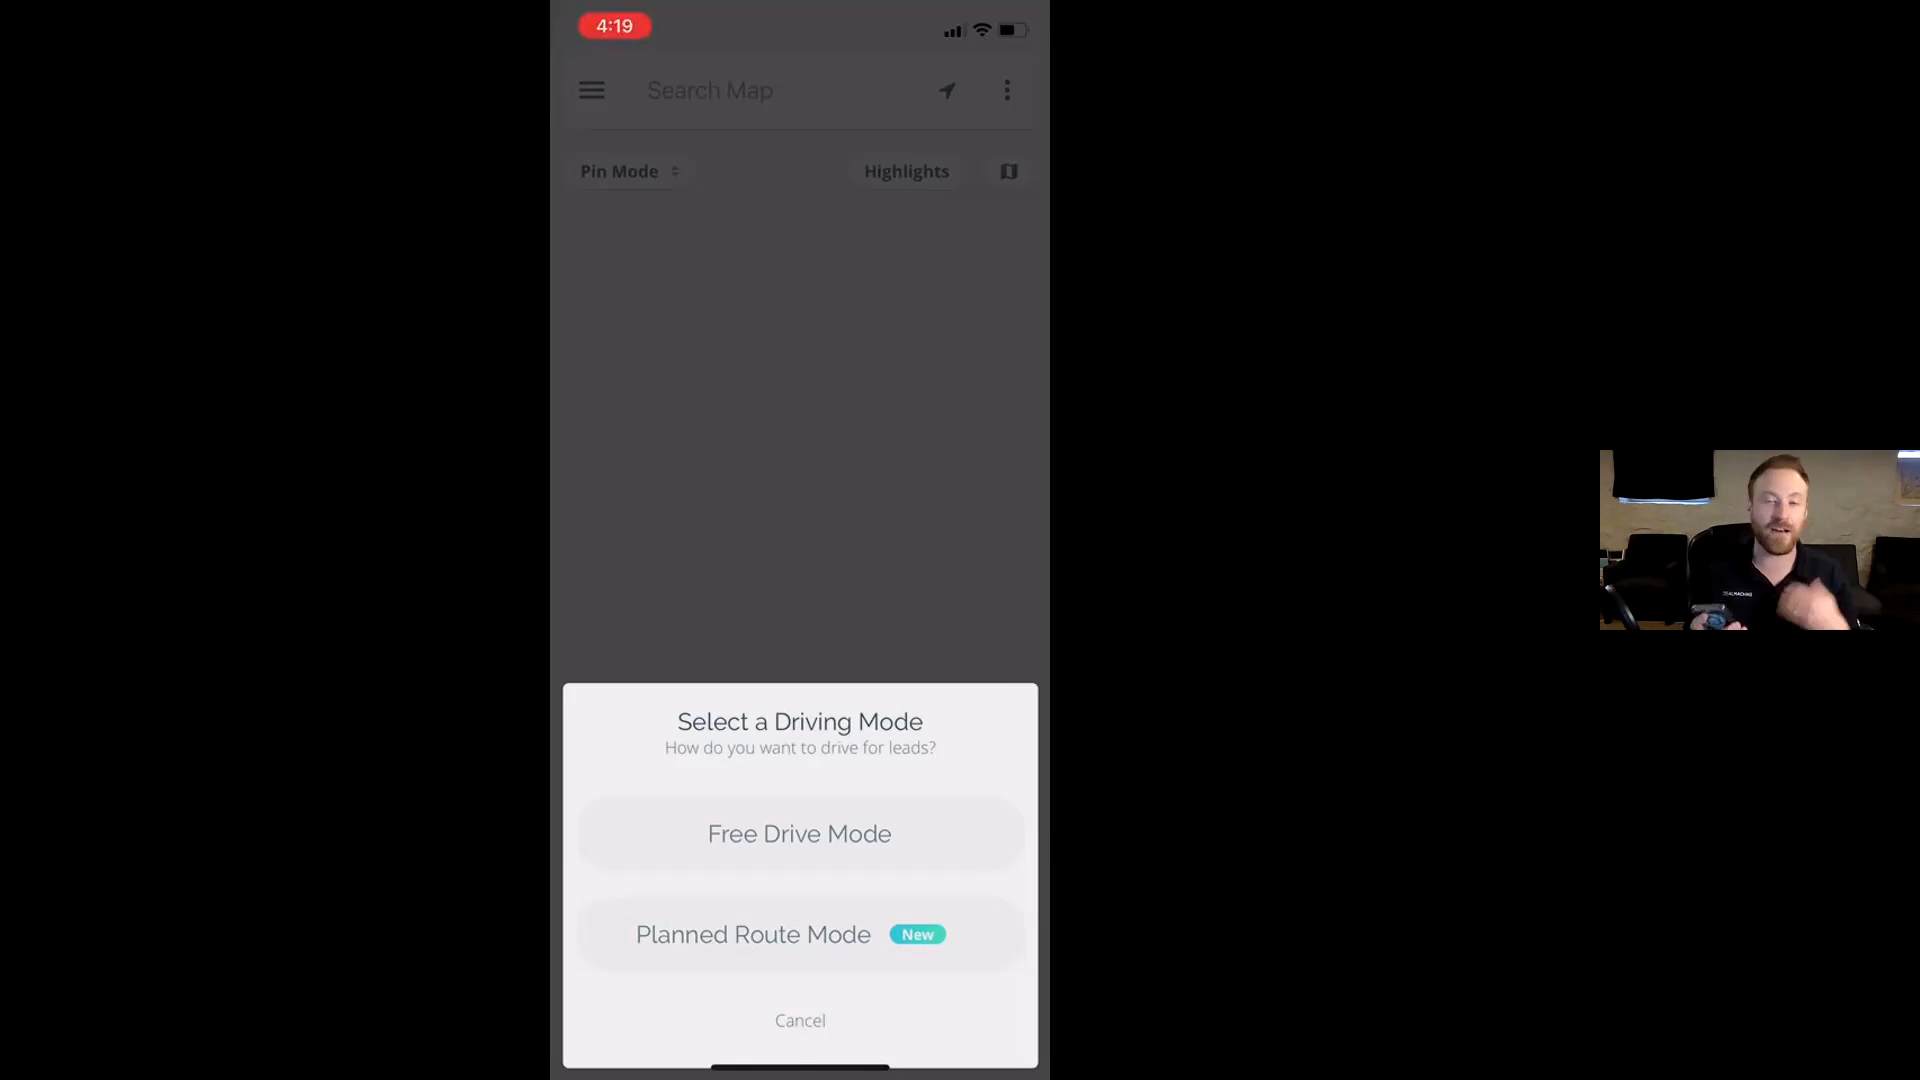 4:19
Search Map
Pin Mode
Highlights
Select a Driving Mode
How do you want to drive for leads?
Free Drive Mode
Planned Route Mode New
Cancel
DEALMACHINE